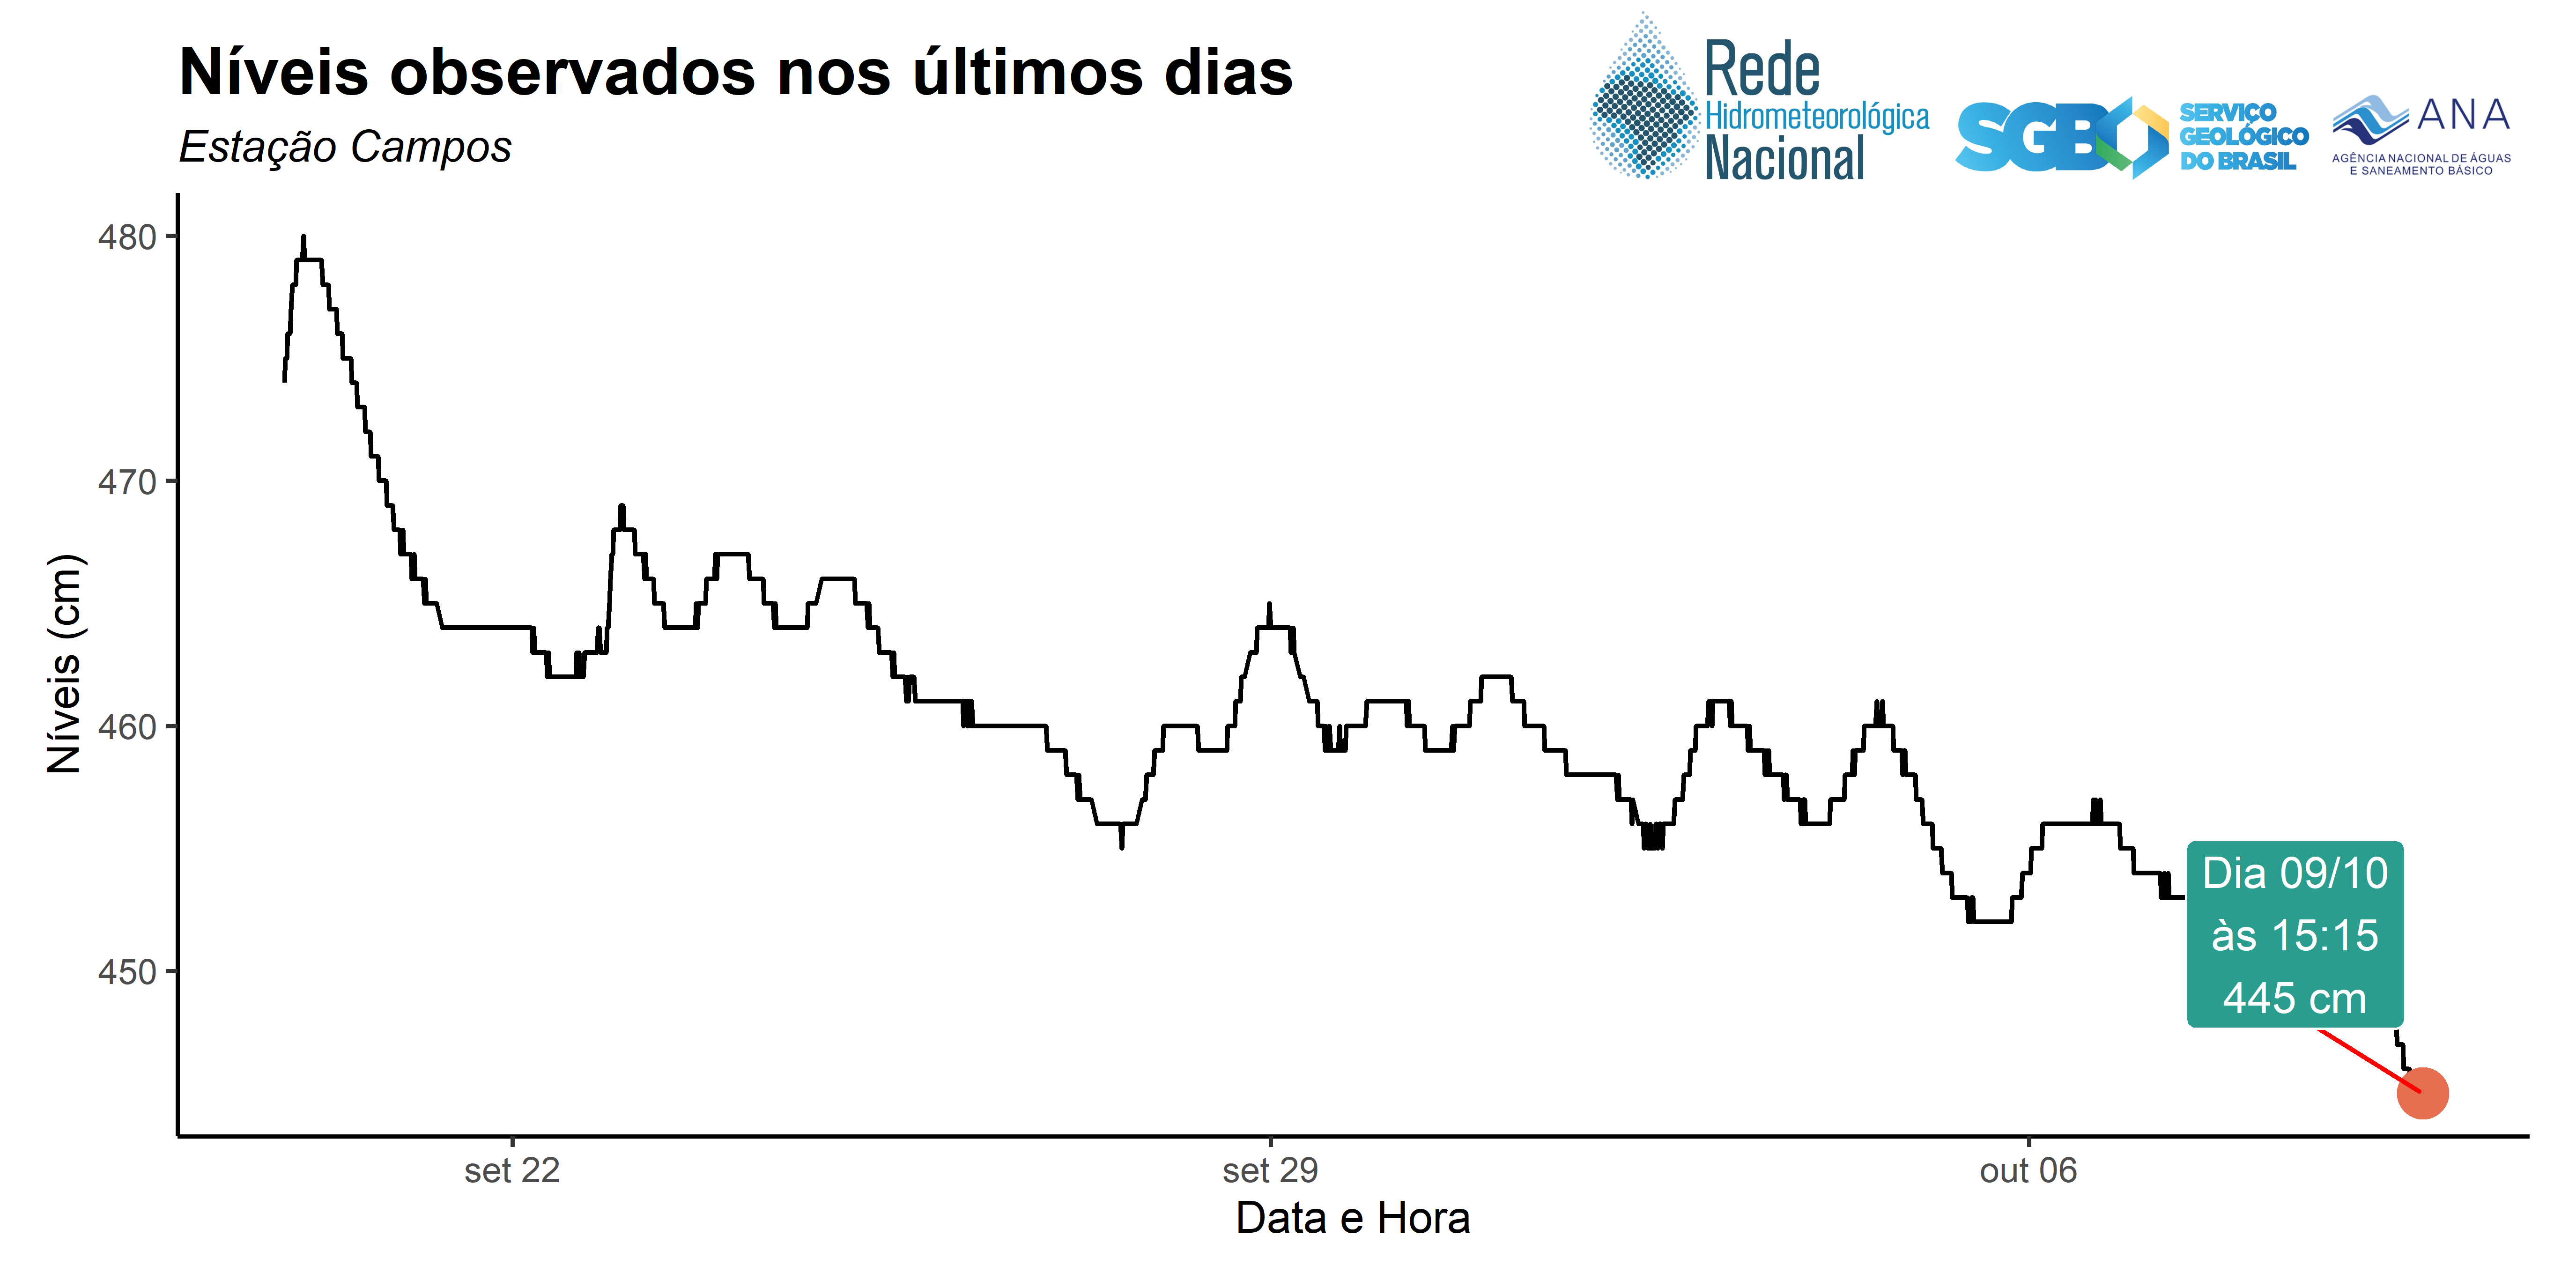 Níveis observados nos últimos dias
Estação Campos
Rede
Hidrometeorológica
Nacional
SGB
SERVIÇO
GEOLÓGICO
DO BRASIL
ANA
AGÊNCIA NACIONAL DE ÁGUAS
E SANEAMENTO BÁSICO
Níveis (cm)
480
470
460
450
Dia 09/10
às 15:15
445 cm
set 22
set 29
out 06
Data e Hora